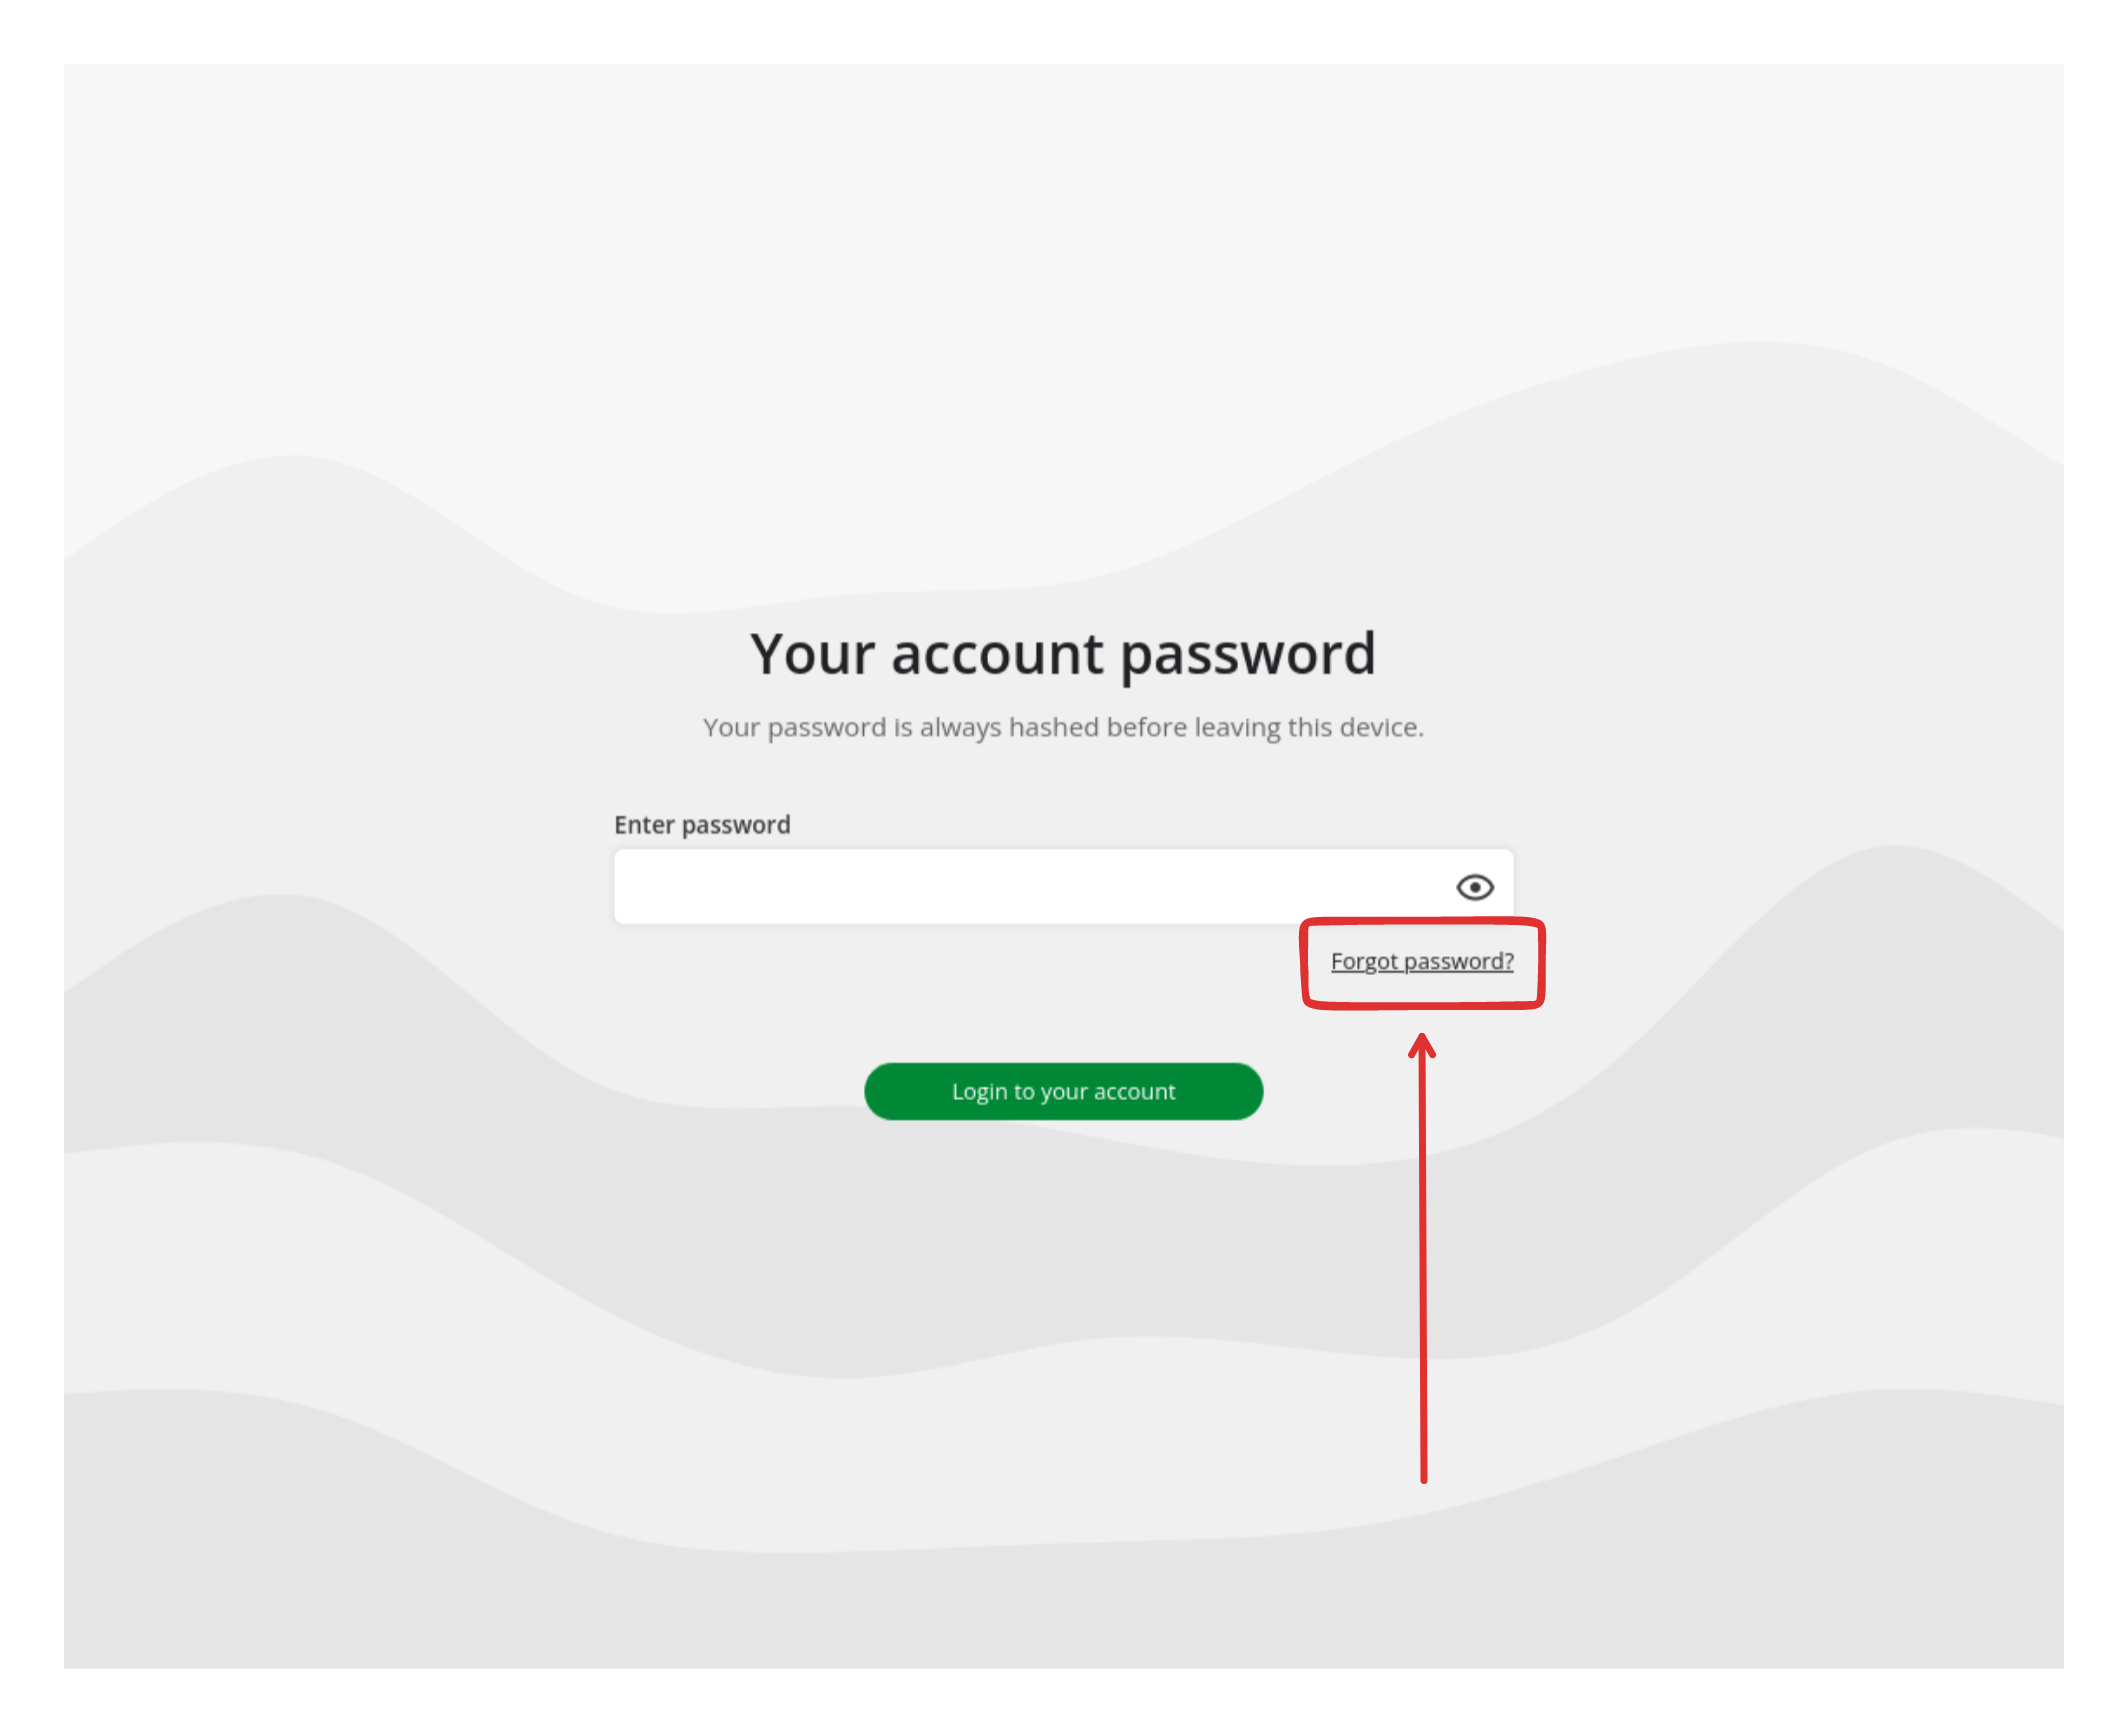 Your account password
Your password is always hashed before leaving this device.
Enter password
Forgot password?
Login to your account